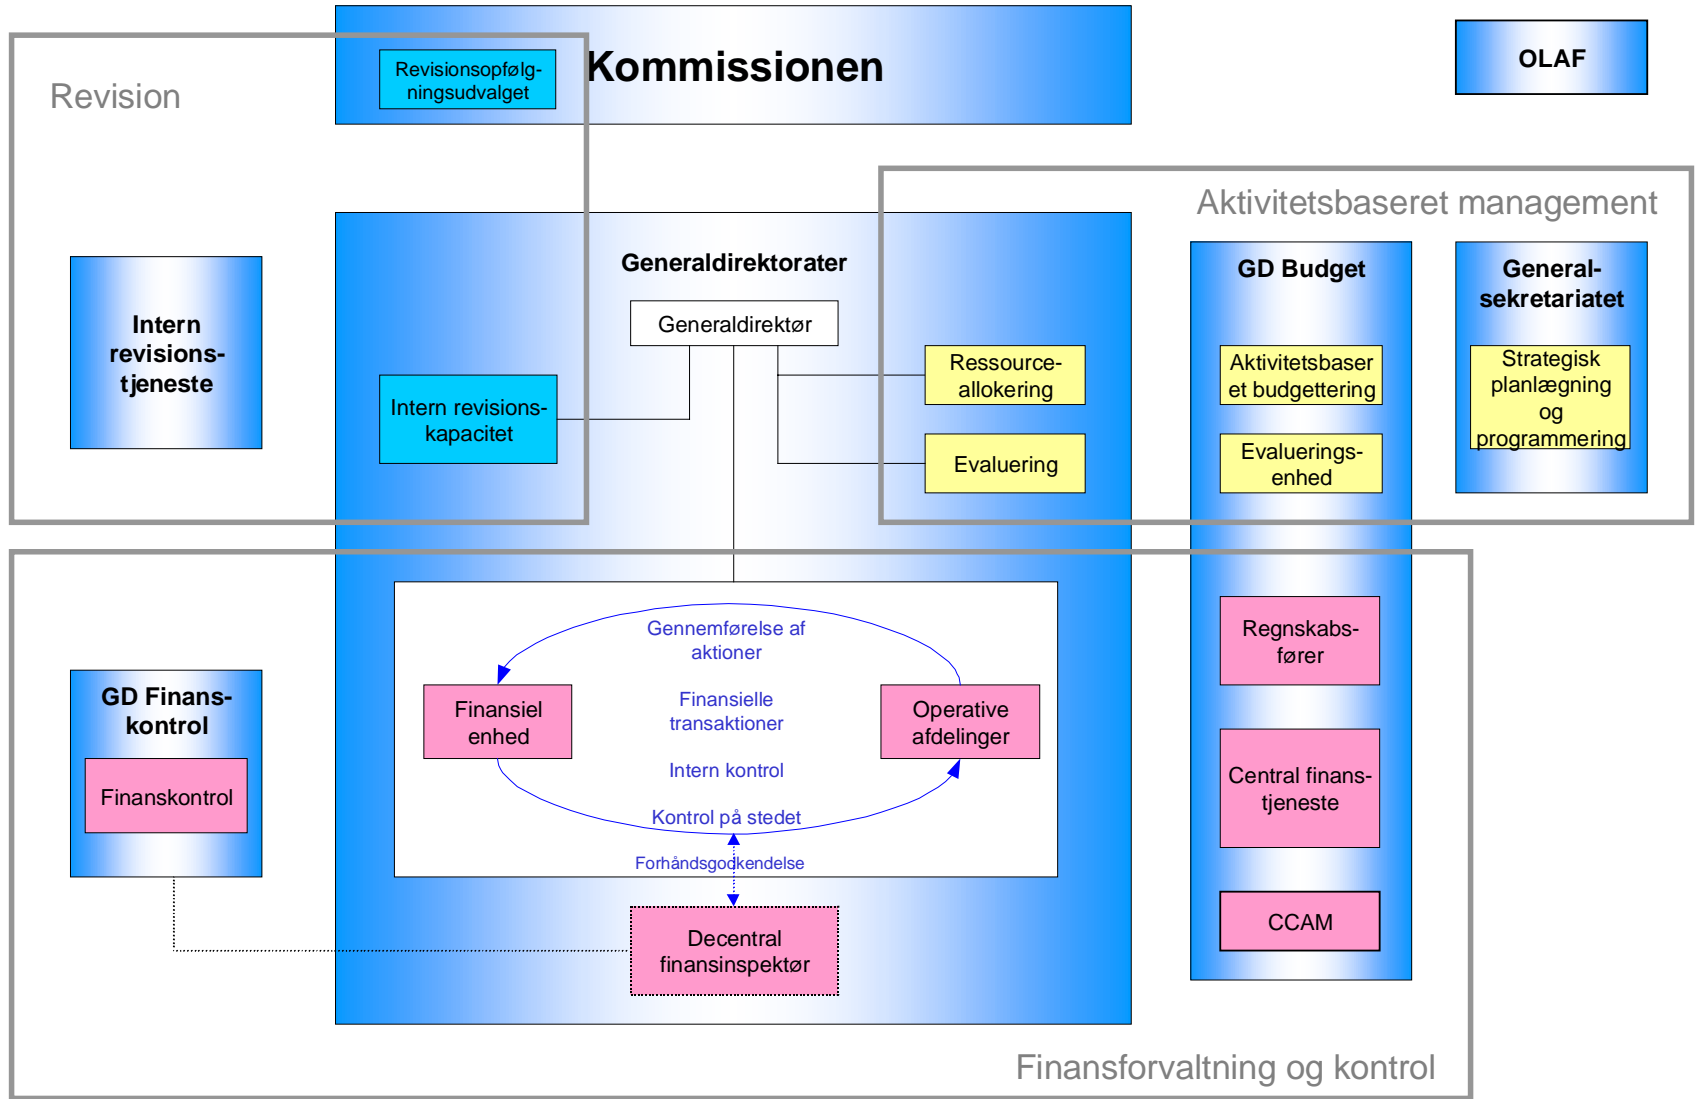 Kommissionen
OLAF
Revision
Revisionsopfølg-
ningsudvalget
Aktivitetsbaseret management
Intern
revisions-
tjeneste
Generaldirektorater
Generaldirektør
Intern revisions-
kapacitet
Ressource-
allokering
Evaluering
GD Budget
Aktivitetsbaser
et budgettering
Evaluerings-
enhed
General-
sekretariatet
Strategisk
planlægning
og
programmering
GD Finans-
kontrol
Finanskontrol
Gennemførelse af
aktioner
Finansiel
enhed
Finansielle
transaktioner
Operative
afdelinger
Intern kontrol
Kontrol på stedet
Forhåndsgodkendelse
Decentral
finansinspektør
Regnskabs-
fører
Central finans-
tjeneste
CCAM
Finansforvaltning og kontrol